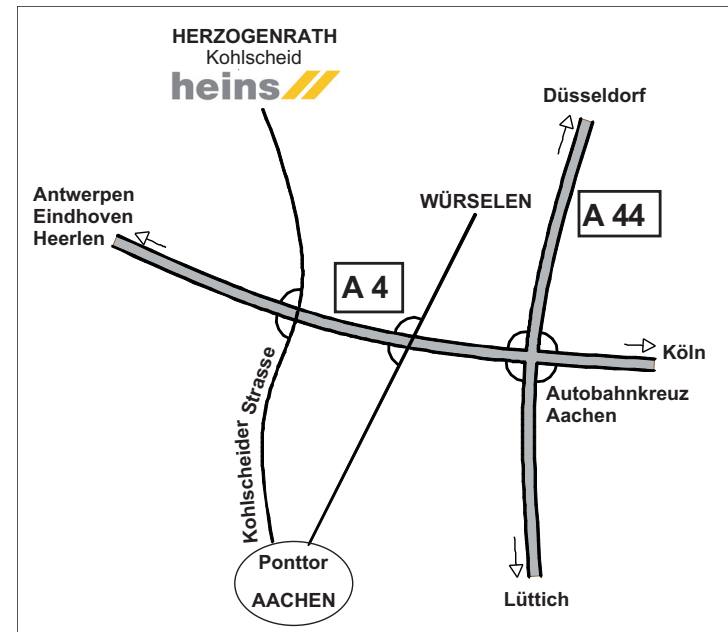 HERZOGENRATH
Kohlscheid
heins
Düsseldorf
Antwerpen
Eindhoven
Heerlen
WÜRSELEN
A 44
A 4
Köln
Autobahnkreuz
Aachen
Kohlscheider Strasse
Ponttor
AACHEN
Lüttich